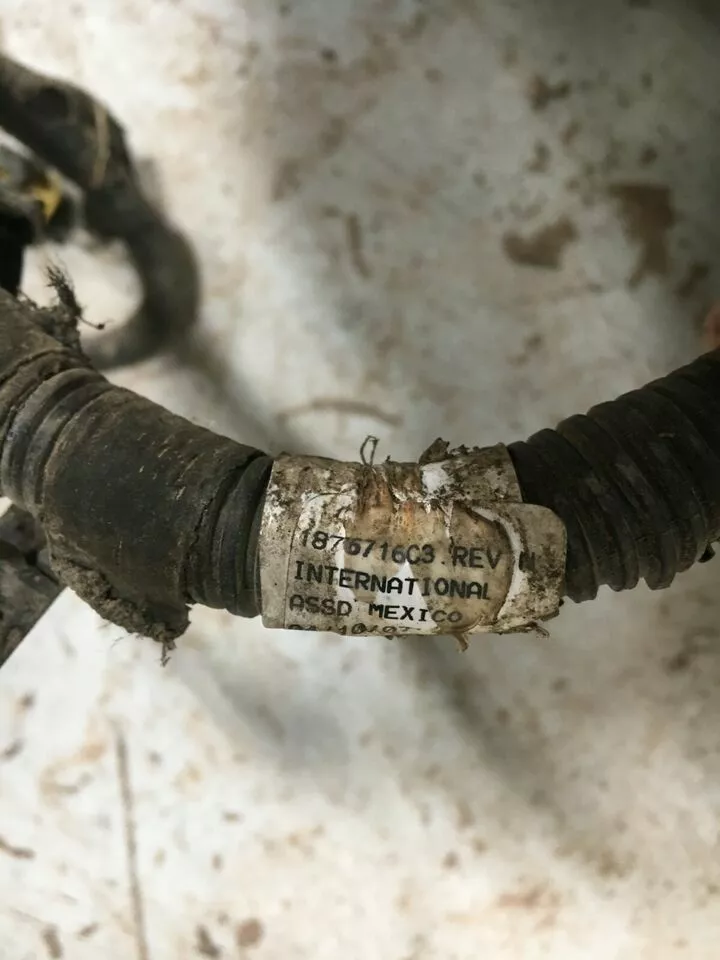 1876716C3 REV N
INTERNATIONAL
ASSD MEXICO